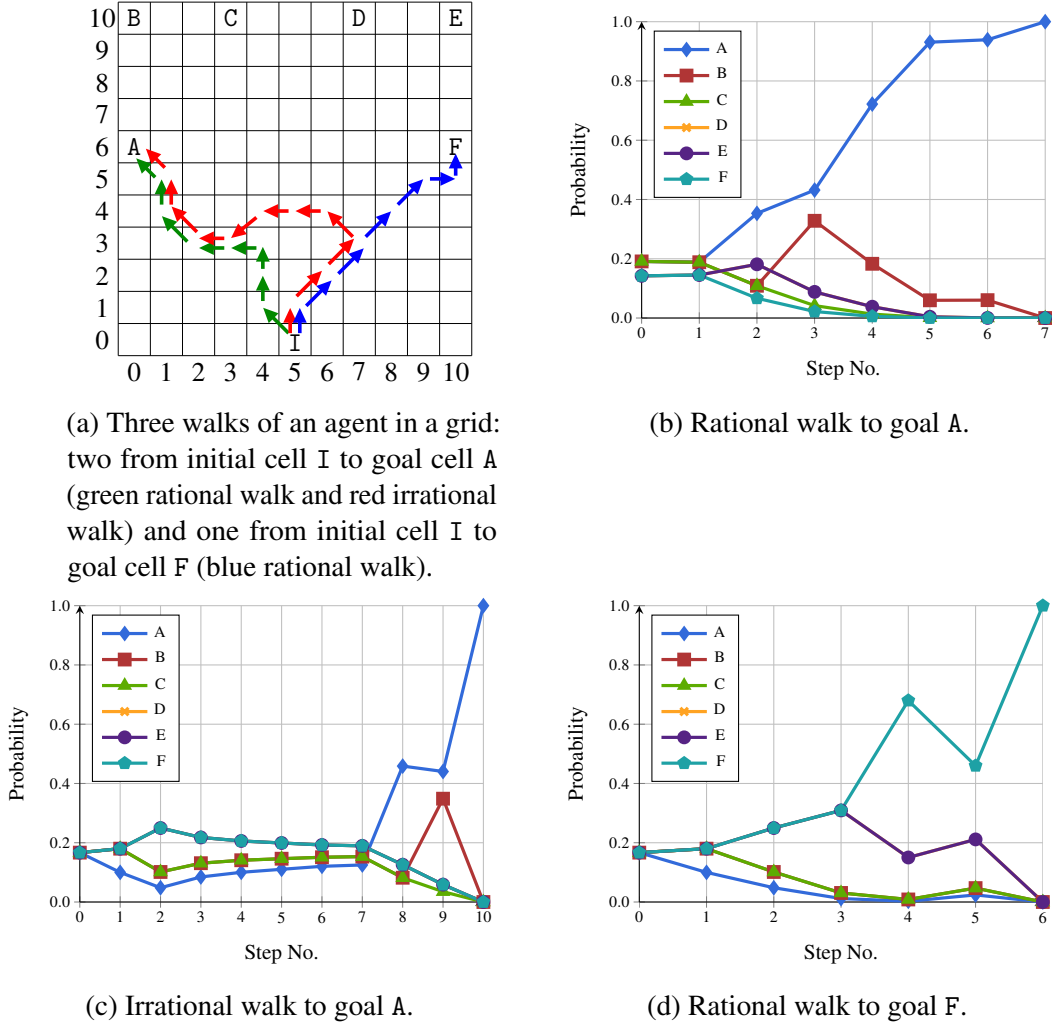 10 B C D E
9
8
7
6 A F
5
4
3
2
1
0 I
0 1 2 3 4 5 6 7 8 9 10
(a) Three walks of an agent in a grid:
two from initial cell I to goal cell A
(green rational walk and red irrational
walk) and one from initial cell I to
goal cell F (blue rational walk).
1.0
0.8
0.6
0.4
0.2
0.0
Probability
A
B
C
D
E
F
0 1 2 3 4 5 6 7
Step No.
(b) Rational walk to goal A.
1.0
0.8
0.6
0.4
0.2
0.0
Probability
A
B
C
D
E
F
0 1 2 3 4 5 6 7 8 9 10
Step No.
(c) Irrational walk to goal A.
1.0
0.8
0.6
0.4
0.2
0.0
Probability
A
B
C
D
E
F
0 1 2 3 4 5 6
Step No.
(d) Rational walk to goal F.